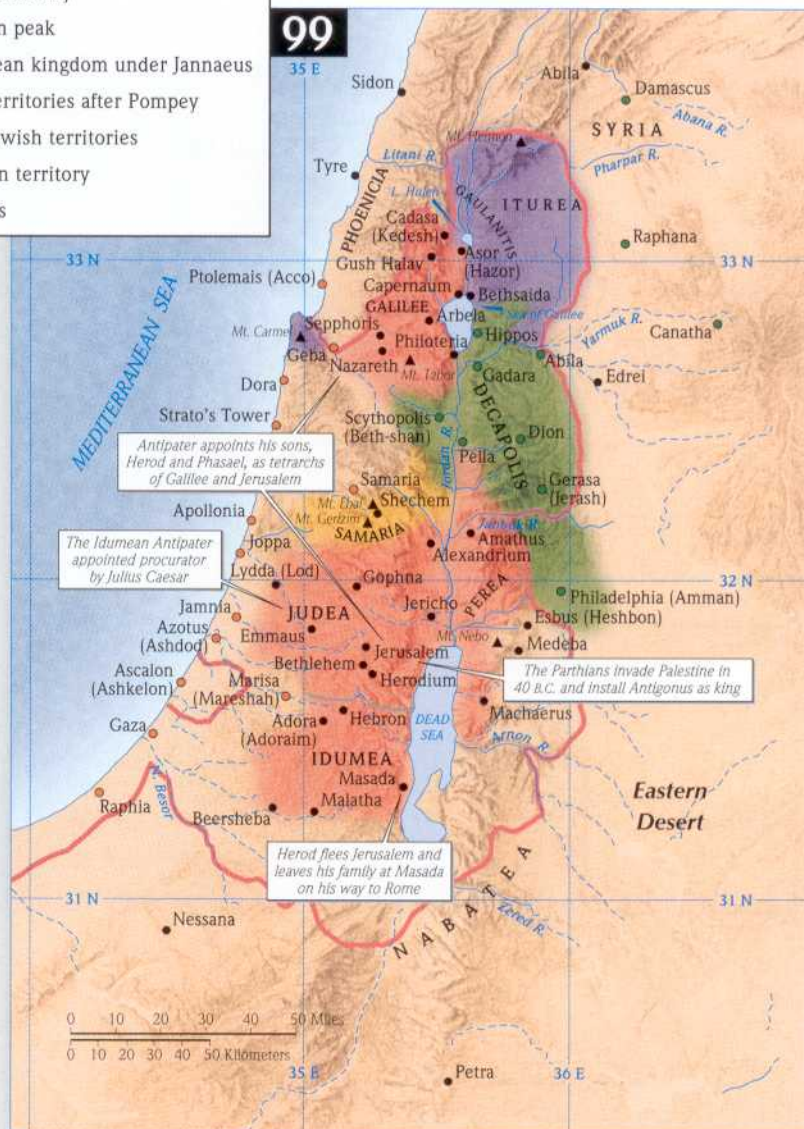 n peak
ean kingdom under Jannaeus
erritories after Pompey
wish territories
n territory
s
99
35 E
Sidon
Abila
Damascus
Abana R.
SYRIA
Mt. Hermon
Litani R.
Pharpar R.
Tyre
PHOENICIA
L. Huleh
GAULANITIS
ITUREA
Cadasa
(Kedesh)
Raphana
33 N
Gush Halav
Asor
(Hazor)
33 N
Ptolemais (Acco)
Capernaum
Bethsaida
MEDITERRANEAN SEA
GALILEE
Arbela
Sea of Galilee
Mt. Carmel
Sepphoris
Hippos
Yarmuk R.
Canatha
Geba
Philoteria
Nazareth
Mt. Tabor
Abila
Gadara
Edrei
Dora
DECAPOLIS
Strato's Tower
Scythopolis
(Beth-shan)
Dion
Jordan R.
Pella
Antipater appoints his sons,
Herod and Phasael, as tetrarchs
of Galilee and Jerusalem
Samaria
Gerasa
(Jerash)
Mt. Ebal
Shechem
Mt. Gerizim
SAMARIA
Apollonia
Jabbok R.
Amathus
Alexandrium
Joppa
The Idumean Antipater
appointed procurator
by Julius Caesar
Lydda (Lod)
Gophna
32 N
PEREA
Philadelphia (Amman)
Jericho
Jamnia
JUDEA
Esbus (Heshbon)
Azotus
(Ashdod)
Emmaus
Mt. Nebo
Medeba
Jerusalem
Bethlehem
Herodium
The Parthians invade Palestine in
40 B.C. and install Antigonus as king
Ascalon
(Ashkelon)
Marisa
(Mareshah)
Machaerus
Hebron
Adora
(Adoraim)
DEAD
SEA
Gaza
Arnon R.
IDUMEA
Masada
N. Besor
Raphia
Beersheba
Malatha
Eastern
Desert
Herod flees Jerusalem and
leaves his family at Masada
on his way to Rome
31 N
31 N
Nessana
NABATEA
Zered R.
0 10 20 30 40 50 Miles
0 10 20 30 40 50 Kilometers
35 E
Petra
36 E